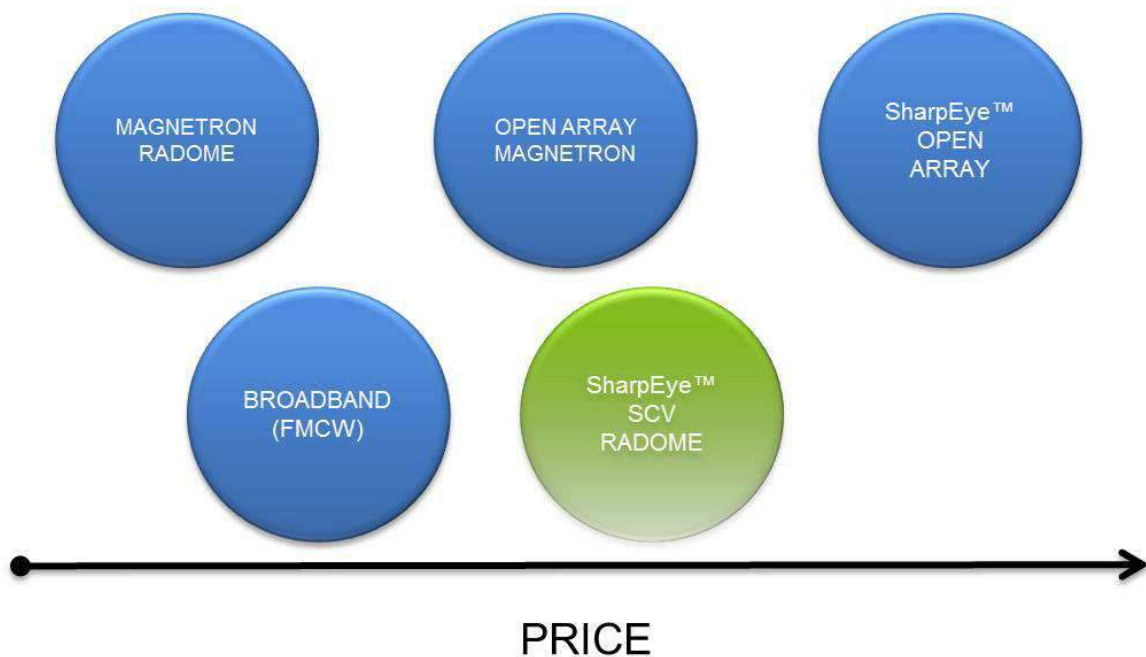 MAGNETRON
RADOME
OPEN ARRAY
MAGNETRON
SharpEye™
OPEN
ARRAY
BROADBAND
(FMCW)
SharpEye™
SCV
RADOME
PRICE